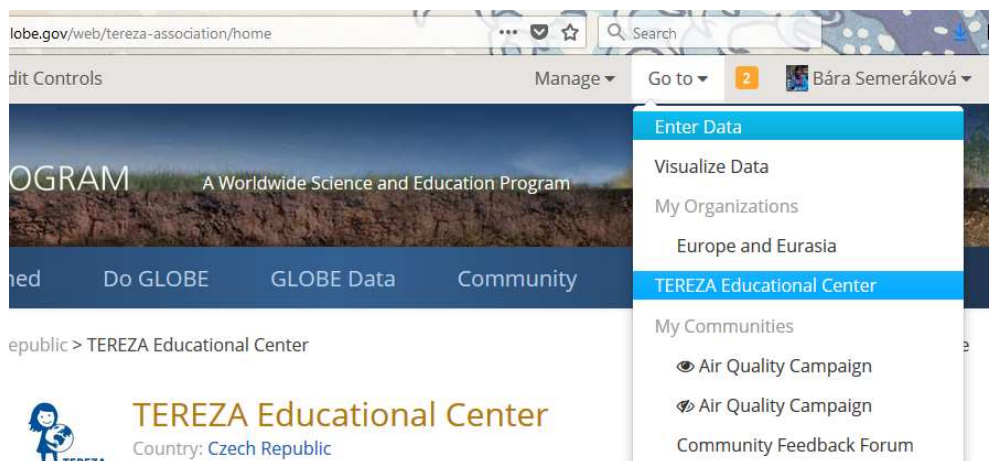 lobe.gov/web/tereza-association/home
Search
dit Controls
Manage
Go to
2
Bára Semeráková
OGRAM
A Worldwide Science and Education Program
Do GLOBE
GLOBE Data
Community
Enter Data
Visualize Data
My Organizations
Europe and Eurasia
TEREZA Educational Center
My Communities
Air Quality Campaign
Air Quality Campaign
Community Feedback Forum
epublic > TEREZA Educational Center
TEREZA Educational Center
Country: Czech Republic
TEREZA